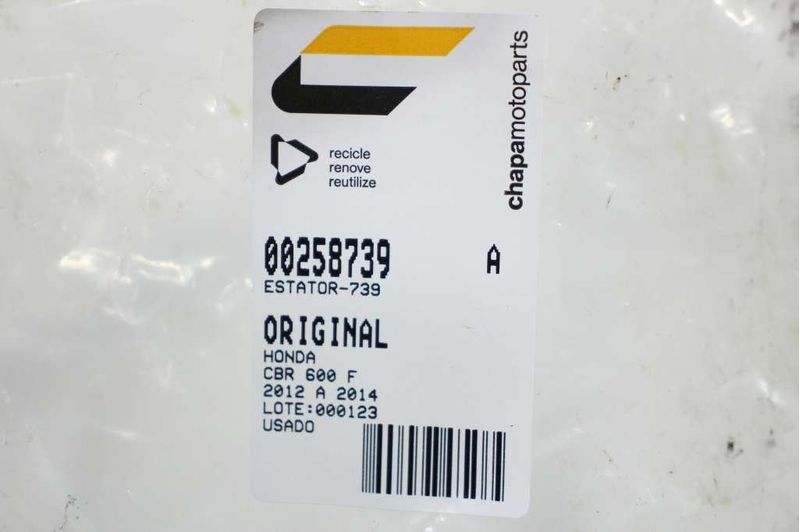 chapamotoparts
recicle
renove
reutilize
00258739 A
ESTATOR-739
ORIGINAL
HONDA
CBR 600 F
2012 A 2014
LOTE:000123
USADO